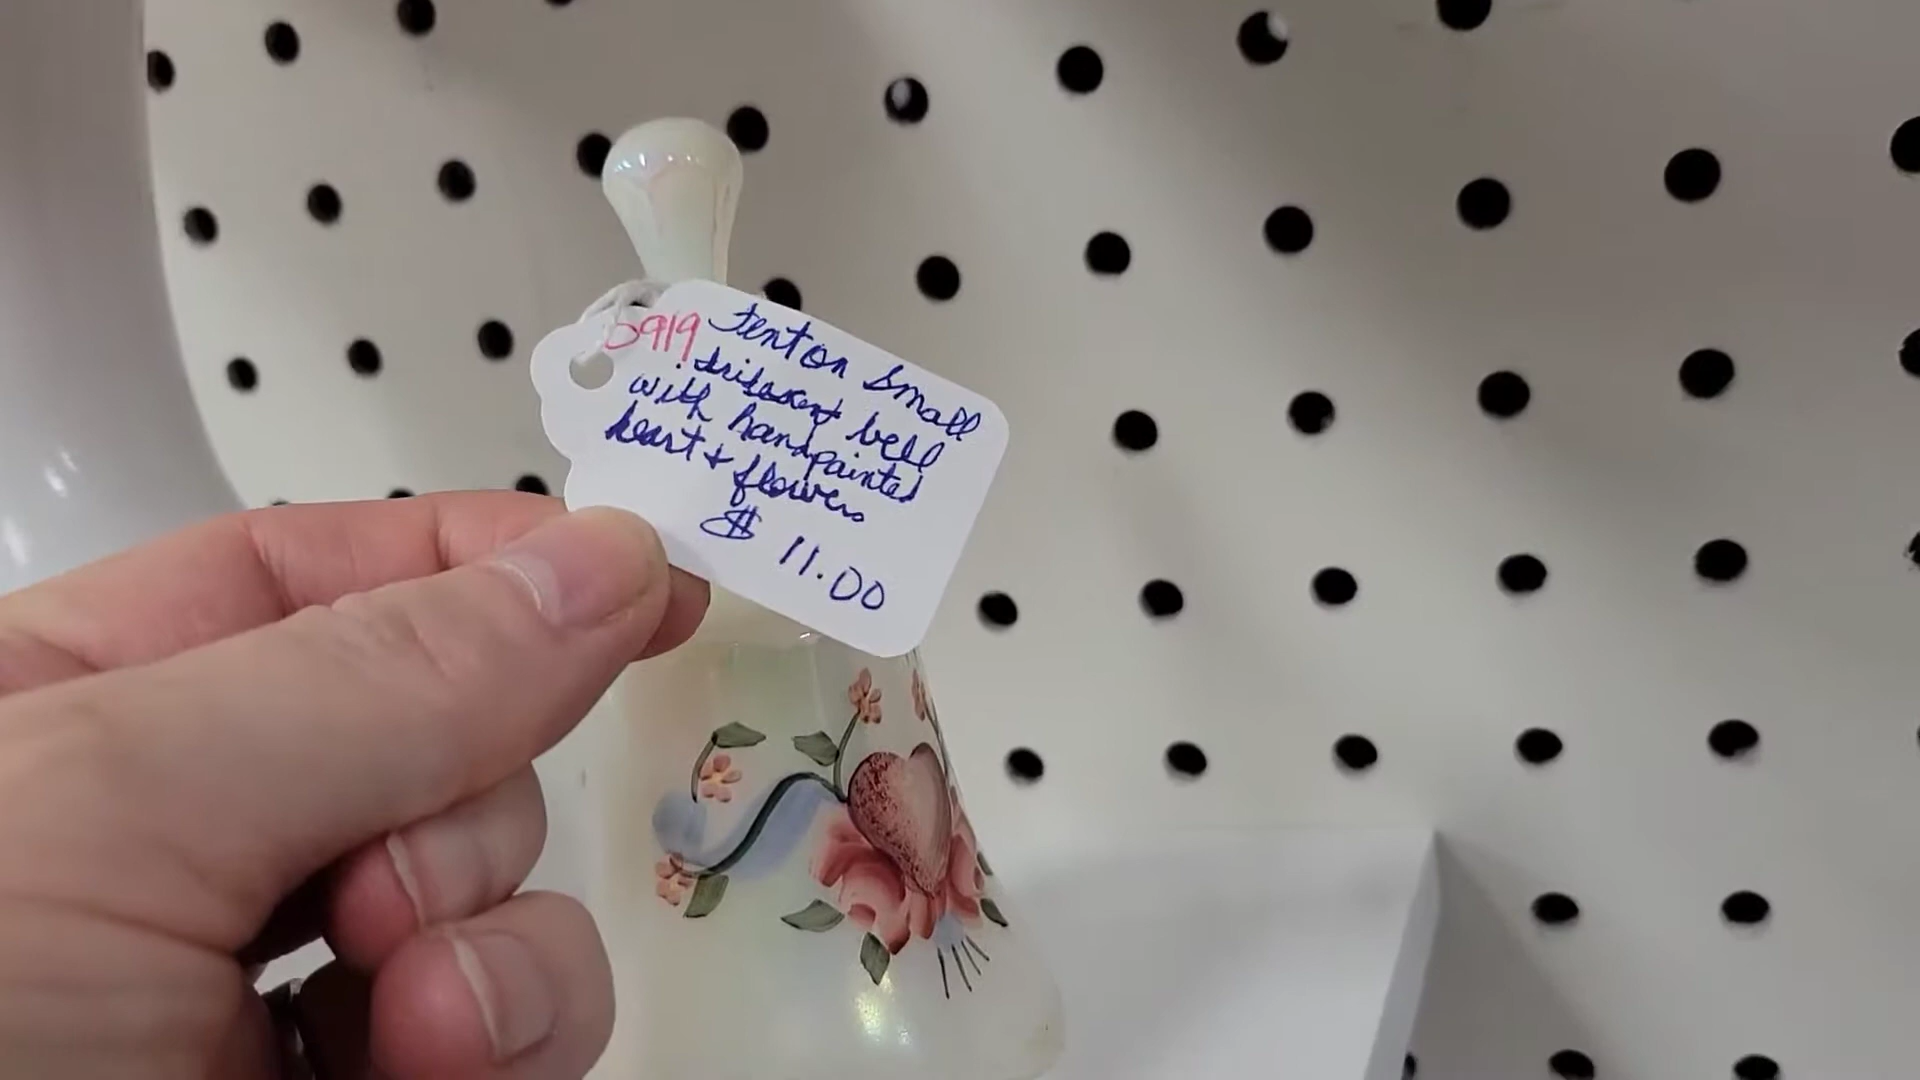 5919 Fenton Small
Iridescent bell
with handpainted
heart & flowers
$ 11.00